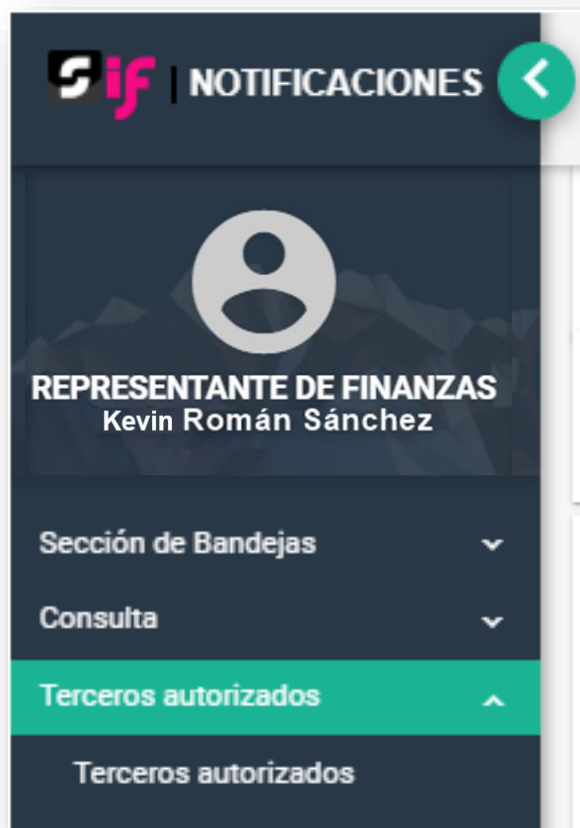 sif | NOTIFICACIONES
REPRESENTANTE DE FINANZAS
Kevin Román Sánchez
Sección de Bandejas
Consulta
Terceros autorizados
Terceros autorizados